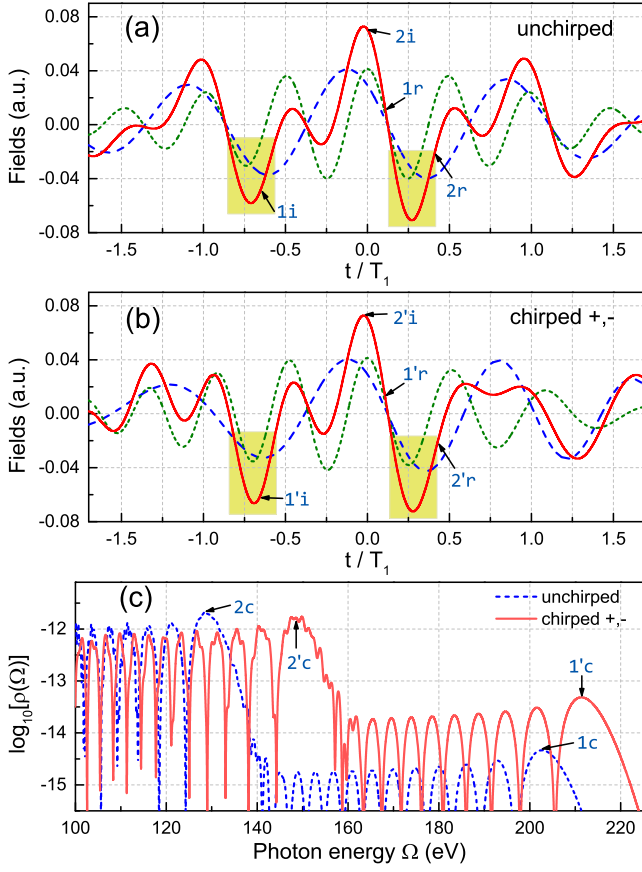 (a)
unchirped
2i
1r
1i
2r
0.08
0.04
0.00
-0.04
-0.08
Fields (a.u.)
-1.5 -1.0 -0.5 0.0 0.5 1.0 1.5
t / T1
(b)
chirped +,-
2'i
1'r
1'i
2'r
0.08
0.04
0.00
-0.04
-0.08
Fields (a.u.)
-1.5 -1.0 -0.5 0.0 0.5 1.0 1.5
t / T1
(c)
unchirped
chirped +,-
2c
2'c
1'c
1c
-12
-13
-14
-15
log10[ρ(Ω)]
100 120 140 160 180 200 220
Photon energy Ω (eV)